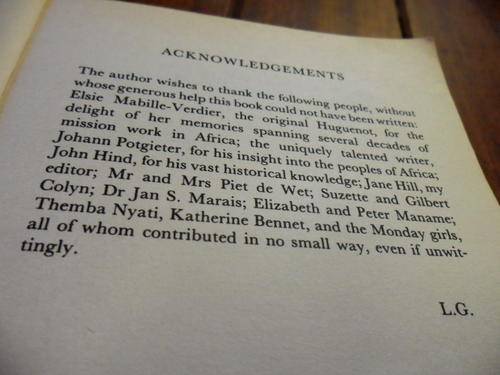 ACKNOWLEDGEMENTS
The author wishes to thank the following people, without
whose generous help this book could not have been written:
Elsie Mabille-Verdier, the original Huguenot, for the
delight of her memories spanning several decades of
mission work in Africa; the uniquely talented writer,
Johann Potgieter, for his insight into the peoples of Africa;
John Hind, for his vast historical knowledge; Jane Hill, my
editor; Mr and Mrs Piet de Wet; Suzette and Gilbert
Colyn; Dr Jan S. Marais; Elizabeth and Peter Maname;
Themba Nyati, Katherine Bennet, and the Monday girls,
all of whom contributed in no small way, even if unwit-
tingly.
L.G.